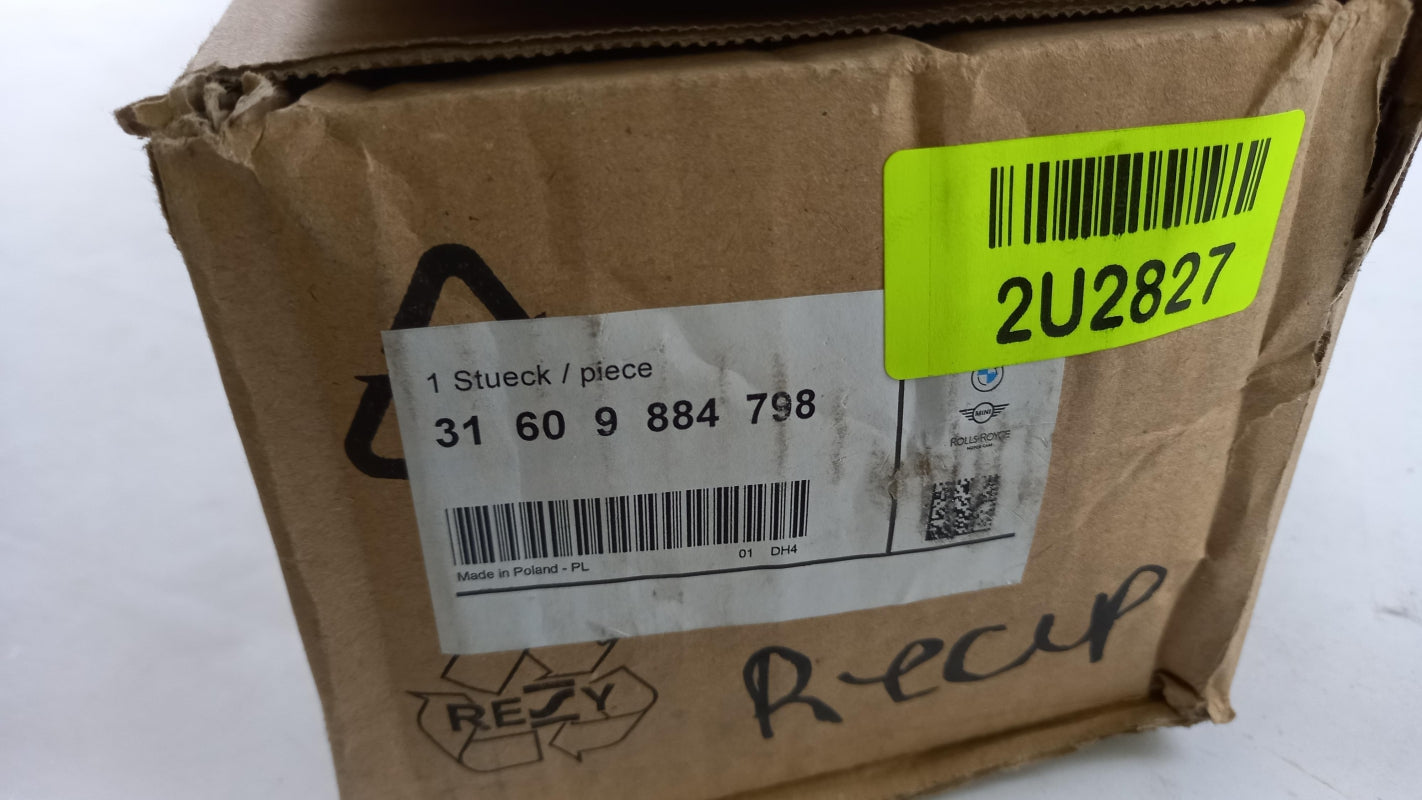 2U2827
1 Stueck / piece
31 60 9 884 798
MINI
ROLLS-ROYCE
01 DH4
Made in Poland - PL
RESY
Recup